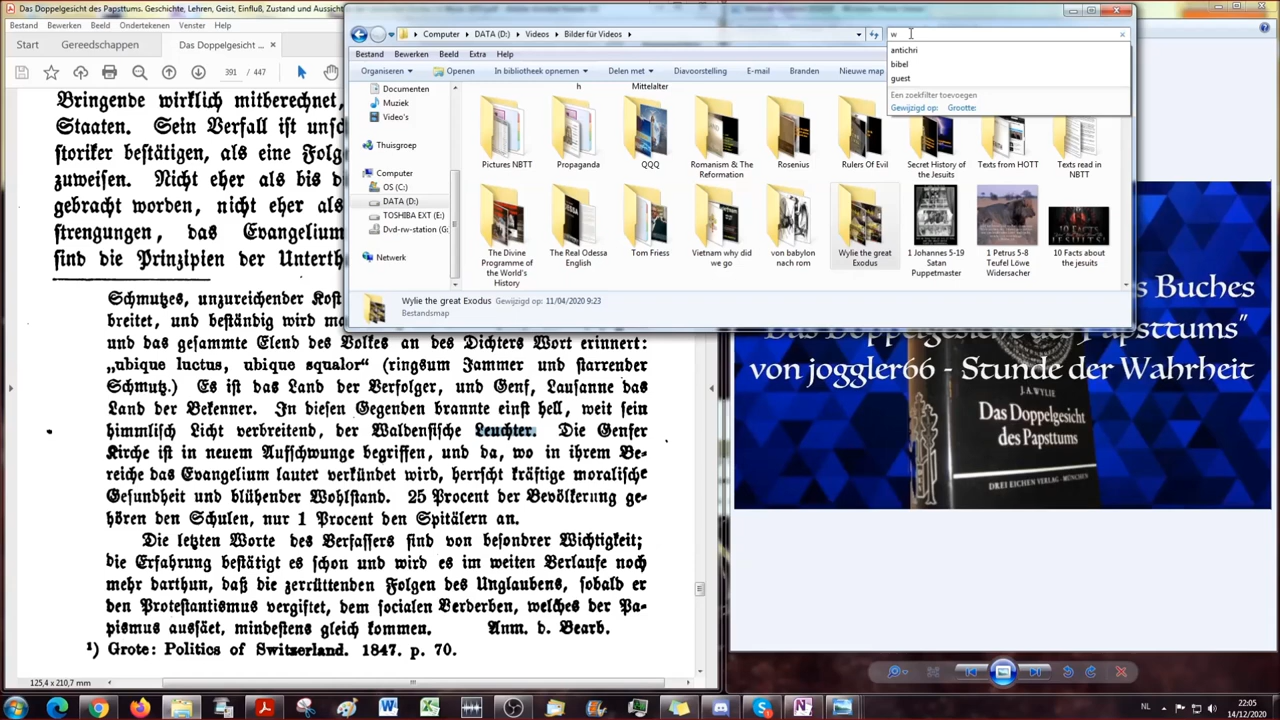 Das Doppelgesicht des Papsttums. Geschichte, Lehren, Geist, Einfluß, Zustand und Aussich
Bestand Bewerken Beeld Ondertekenen Venster
Start Gereedschappen Das Doppelgesicht ...
391 / 447
Bringende wirklich mitberechnet,
Staaten. Sein Verfall ist
storiker bestätigen, als eine Folg
zuweisen. Nicht eher als bis d
gebracht worden, nicht eher als
strengungen, das Evangelium
sind die Prinzipien der Unterth
Schmutzes, unzureichender Kost
breitet, und beständig wird
und das gesammte Elend des Volkes an des Dichters Wort erinnert:
„ubique luctus, ubique squalor“ (ringsum Jammer und starrender
Schmutz.) Es ist das Land der Verfolger, und Genf, Lausanne das
Land der Bekenner. In diesen Gegenden brannte einst hell, weit sein
himmlisch Licht verbreitend, der Waldensische Leuchter. Die Genfer
Kirche ist in neuem Aufschwunge begriffen, und da, wo in ihrem Be-
reiche das Evangelium lauter verkündet wird, herrscht kräftige moralische
Gesundheit und blühender Wohlstand. 25 Procent der Bevölkerung ge-
hören den Schulen, nur 1 Procent den Spitälern an.
Die letzten Worte des Verfassers sind von besondrer Wichtigkeit;
die Erfahrung bestätigt es schon und wird es im weiten Verlaufe noch
mehr darthun, daß die zerrüttenden Folgen des Unglaubens, sobald er
den Protestantismus vergiftet, dem socialen Verderben, welches der Pa-
pismus aussäet, mindestens gleich kommen. Anm. d. Bearb.
¹) Grote: Politics of Switzerland. 1847. p. 70.
125,4 x 210,7 mm
Computer DATA (D:) Videos Bilder für Videos
w
antichri
bibel
guest
Een zoekfilter toevoegen
Gewijzigd op: Grootte:
Bestand Bewerken Beeld Extra Help
Organiseren Openen In bibliotheek opnemen Delen met Diavoorstelling E-mail Branden Nieuwe map
Documenten
Muziek
Video's
Thuisgroep
Computer
OS (C:)
DATA (D:)
TOSHIBA EXT (E:)
Dvd-rw-station (G:
Netwerk
h Mittelalter
Pictures NBTT
Propaganda
QQQ
Romanism & The Reformation
Rosenius
Rulers Of Evil
Secret History of the Jesuits
Texts from HOTT
Texts read in NBTT
The Divine Programme of the World's History
The Real Odessa English
Tom Friess
Vietnam why did we go
von babylon nach rom
Wylie the great Exodus
1 Johannes 5-19 Satan Puppetmaster
1 Petrus 5-8 Teufel Löwe Widersacher
10 Facts about the jesuits
Wylie the great Exodus Gewijzigd op: 11/04/2020 9:23
Bestandsmap
s Buches
Das Doppelgesicht des Papsttums”
von joggler66 - Stunde der Wahrheit
J.A. WYLIE
Das Doppelgesicht
des Papsttums
DREI EICHEN VERLAG · MÜNCHEN
NL
22:05
14/12/2020